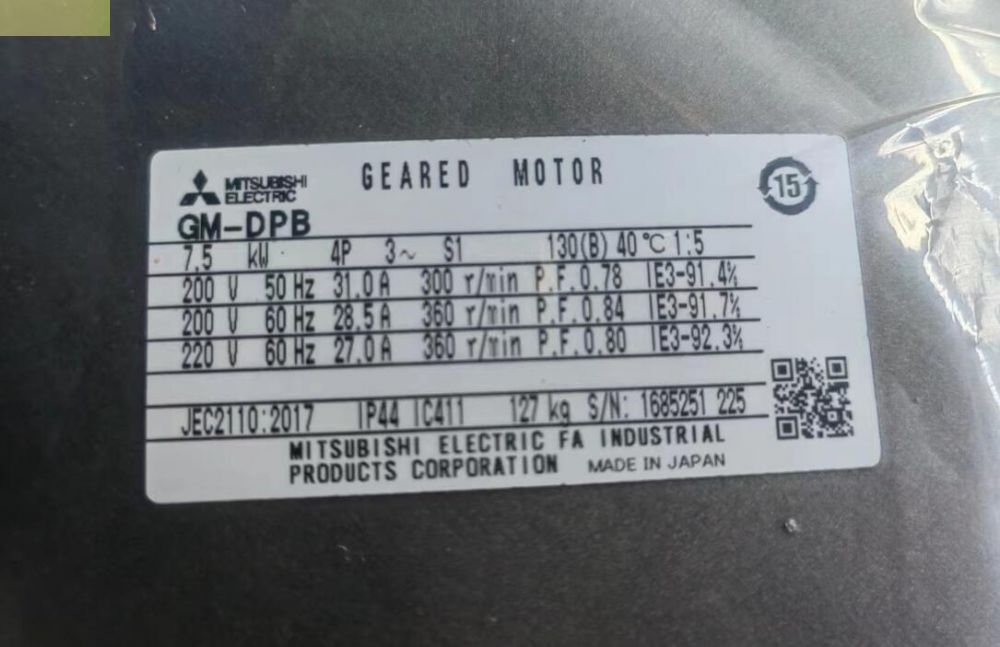 MITSUBISHI
ELECTRIC
GEARED MOTOR
15
GM-DPB
7.5 kW 4P 3~ S1 130(B) 40℃ 1:5
200 V 50 Hz 31.0 A 300 r/min P.F.0.78 IE3-91.4%
200 V 60 Hz 28.5 A 360 r/min P.F.0.84 IE3-91.7%
220 V 60 Hz 27.0 A 360 r/min P.F.0.80 IE3-92.3%
JEC2110:2017 IP44 IC411 127 kg S/N: 1685251 225
MITSUBISHI ELECTRIC FA INDUSTRIAL
PRODUCTS CORPORATION MADE IN JAPAN